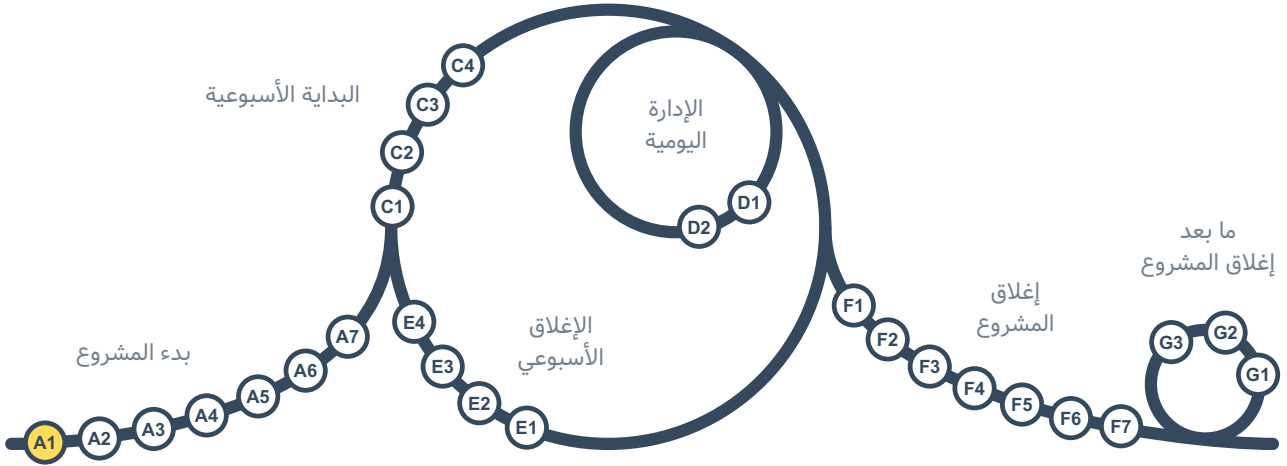 بدء المشروع
A1
A2
A3
A4
A5
A6
A7
البداية الأسبوعية
C1
C2
C3
C4
الإدارة
اليومية
D1
D2
الإغلاق
الأسبوعي
E1
E2
E3
E4
إغلاق
المشروع
F1
F2
F3
F4
F5
F6
F7
ما بعد
إغلاق المشروع
G1
G2
G3